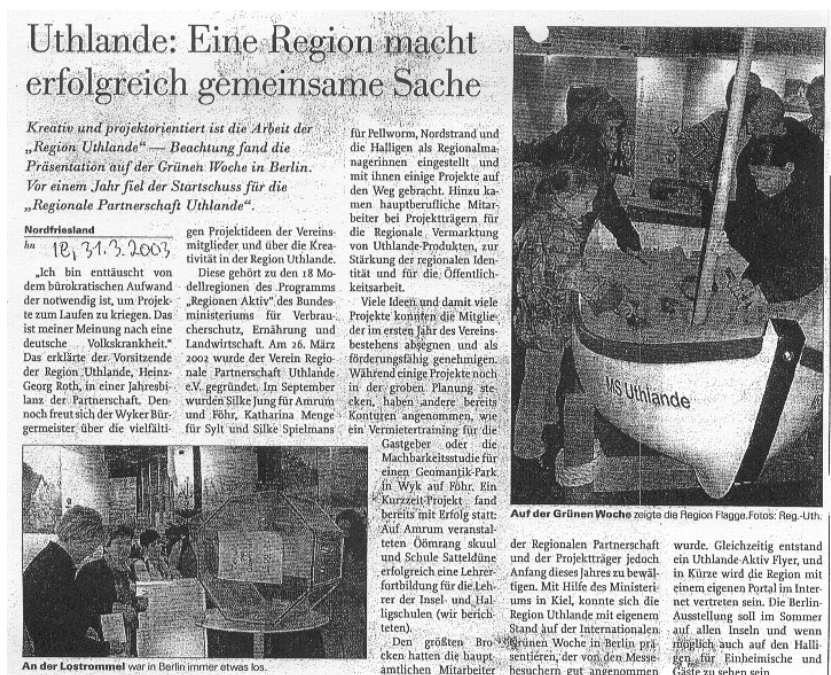 Uthlande: Eine Region macht
erfolgreich gemeinsame Sache
Kreativ und projektorientiert ist die Arbeit der
„Region Uthlande“ — Beachtung fand die
Präsentation auf der Grünen Woche in Berlin.
Vor einem Jahr fiel der Startschuss für die
„Regionale Partnerschaft Uthlande“.
Nordfriesland
hn
31.3.2003
„Ich bin enttäuscht von
dem bürokratischen Aufwand
der notwendig ist, um Projek-
te zum Laufen zu kriegen. Das
ist meiner Meinung nach eine
deutsche Volkskrankheit.“
Das erklärte der Vorsitzende
der Region Uthlande, Heinz-
Georg Roth, in einer Jahresbi-
lanz der Partnerschaft. Den-
noch freut sich der Wyker Bür-
germeister über die vielfälti-
gen Projektideen der Vereins-
mitglieder und über die Krea-
tivität in der Region Uthlande.
Diese gehört zu den 18 Mo-
dellregionen des Programms
„Regionen Aktiv“ des Bundes-
ministeriums für Verbrau-
cherschutz, Ernährung und
Landwirtschaft. Am 26. März
2002 wurde der Verein Regio-
nale Partnerschaft Uthlande
e.V. gegründet. Im September
wurden Silke Jung für Amrum
und Föhr, Katharina Menge
für Sylt und Silke Spielmans
für Pellworm, Nordstrand und
die Halligen als Regionalma-
nagerinnen eingestellt und
mit ihnen einige Projekte auf
den Weg gebracht. Hinzu ka-
men hauptberufliche Mitar-
beiter bei Projektträgern für
die Regionale Vermarktung
von Uthlande-Produkten, zur
Stärkung der regionalen Iden-
tität und für die Öffentlich-
keitsarbeit.
Viele Ideen und damit viele
Projekte konnten die Mitglie-
der im ersten Jahr des Vereins-
bestehens absegnen und als
förderungsfähig genehmigen.
Während einige Projekte noch
in der groben Planung ste-
cken, haben andere bereits
Konturen angenommen, wie
ein Vermietertraining für die
Gastgeber oder die
Machbarkeitsstudie für
einen Geomantik-Park
in Wyk auf Föhr. Ein
Kurzzeit-Projekt fand
bereits mit Erfolg statt:
Auf Amrum veranstal-
teten Öömrang skuul
und Schule Satteldüne
erfolgreich eine Lehrer-
fortbildung für die Leh-
rer der Insel- und Hal-
ligschulen (wir berich-
teten).
Den größten Bro-
cken hatten die haupt-
amtlichen Mitarbeiter
der Regionalen Partnerschaft
und der Projektträger jedoch
Anfang dieses Jahres zu bewäl-
tigen. Mit Hilfe des Ministeri-
ums in Kiel, konnte sich die
Region Uthlande mit eigenem
Stand auf der Internationalen
Grünen Woche in Berlin prä-
sentieren, der von den Messe-
besuchern gut angenommen
wurde. Gleichzeitig entstand
ein Uthlande-Aktiv Flyer, und
in Kürze wird die Region mit
einem eigenen Portal im Inter-
net vertreten sein. Die Berlin-
Ausstellung soll im Sommer
auf allen Inseln und wenn
möglich auch auf den Halli-
gen für Einheimische und
Gäste zu sehen sein.
MS Uthlande
Auf der Grünen Woche zeigte die Region Flagge. Fotos: Reg.-Uth.
An der Lostrommel war in Berlin immer etwas los.